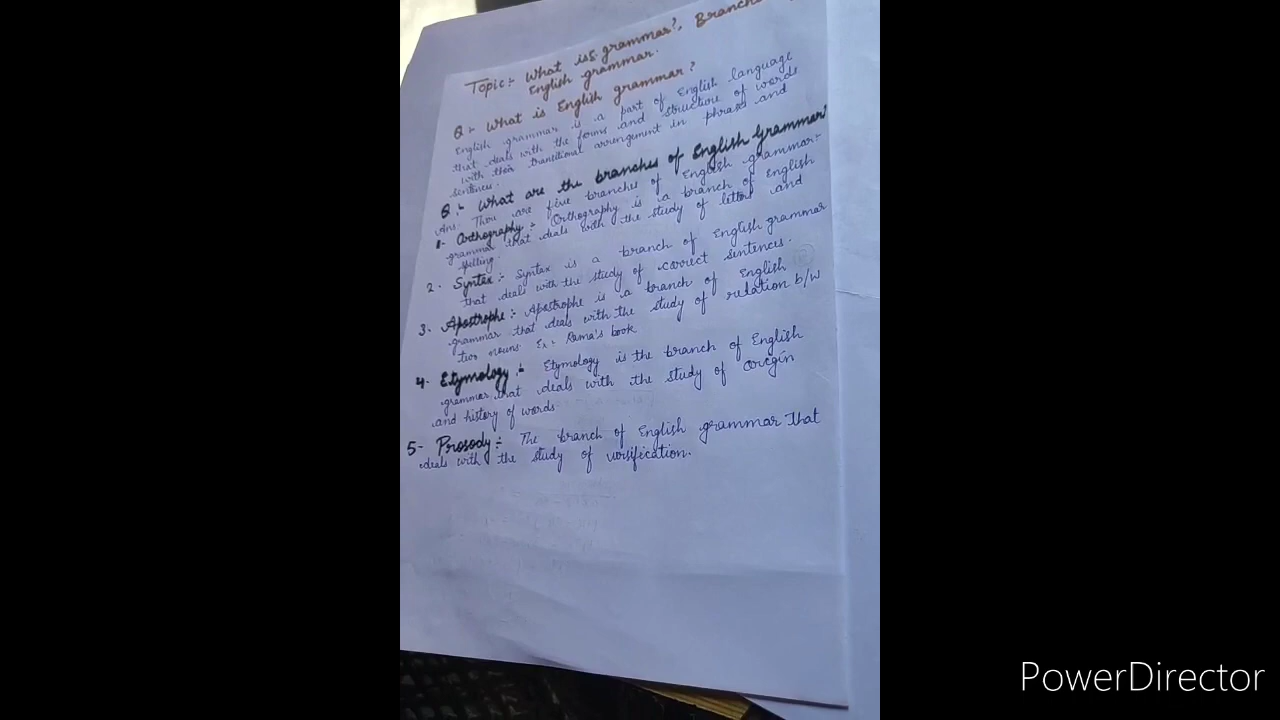 Topic:- What is grammar?, Branche
English grammar.
Q:- What is English grammar?
English grammar is a part of English language
that deals with the forms and structure of words
with their transitional arrengement in phrases and
sentences.
Q:- What are the branches of English Grammar?
Ans: Thou are five branches of English grammar:-
1- Orthography:- Orthography is a branch of English
grammar that deals with the study of letters and
spelling.
2. Syntax:- Syntax is a branch of English grammar
that deals with the study of correct sentences.
3. Apostrophe:- Apostrophe is a branch of English
grammar that deals with the study of relation b/w
two nouns. Ex:- Rama's book
4- Etymology:- Etymology is the branch of English
grammar that deals with the study of orcgin
and history of words
5- Prosody:- The branch of English grammar that
deals with the study of versification.
PowerDirector